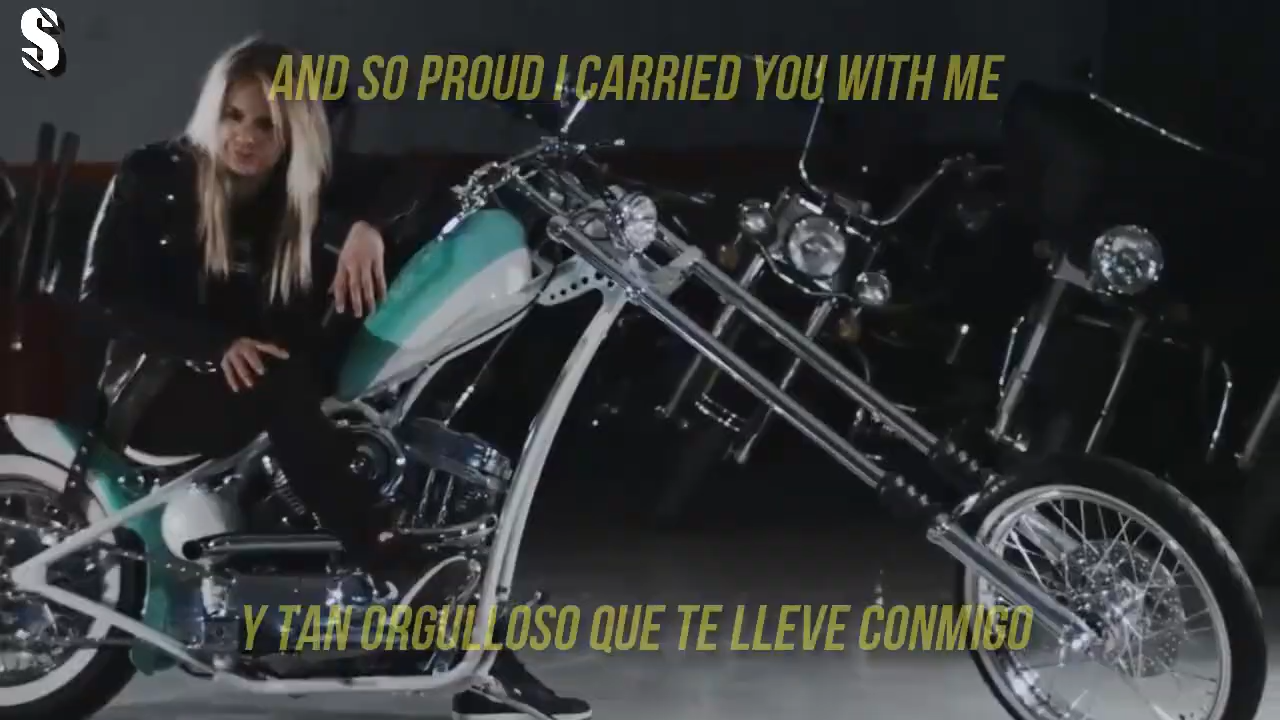 S
AND SO PROUD I CARRIED YOU WITH ME
Y TAN ORGULLOSO QUE TE LLEVE CONMIGO